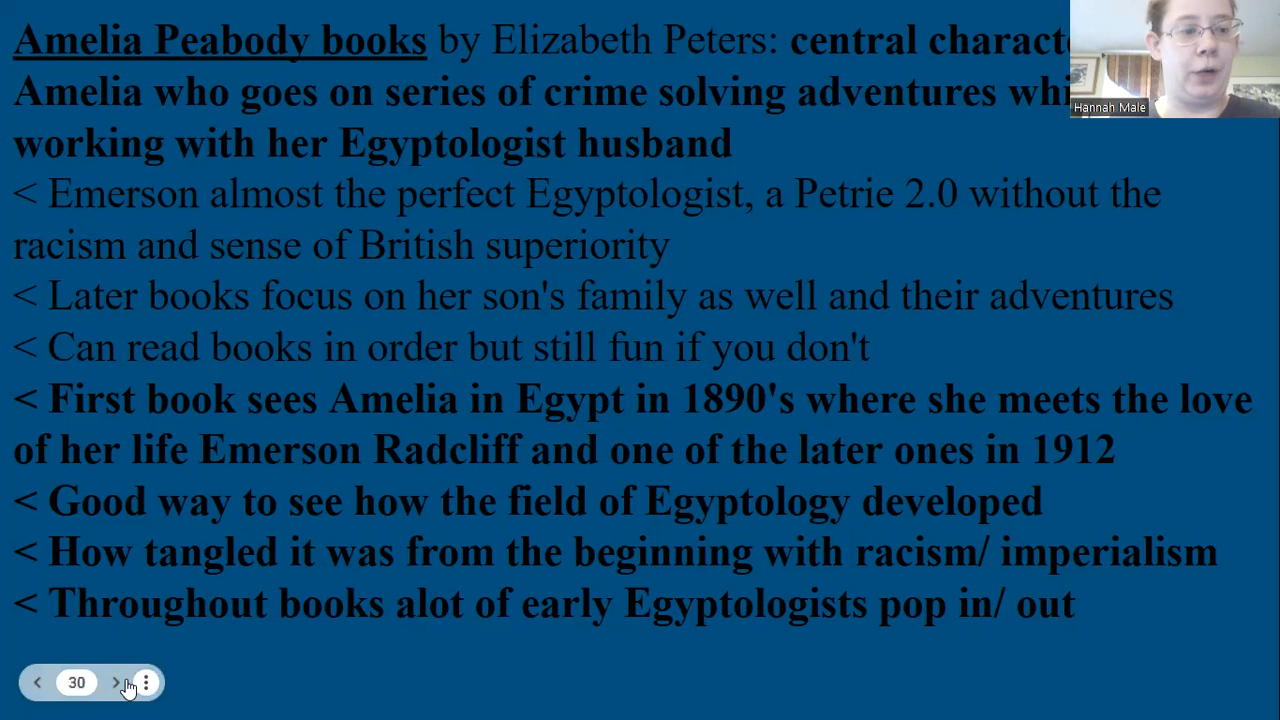 Amelia Peabody books by Elizabeth Peters: central
Amelia who goes on series of crime solving adventures
working with her Egyptologist husband
< Emerson almost the perfect Egyptologist, a Petrie 2.0 without the
racism and sense of British superiority
< Later books focus on her son's family as well and their adventures
< Can read books in order but still fun if you don't
< First book sees Amelia in Egypt in 1890's where she meets the love
of her life Emerson Radcliff and one of the later ones in 1912
< Good way to see how the field of Egyptology developed
< How tangled it was from the beginning with racism/ imperialism
< Throughout books alot of early Egyptologists pop in/ out
Hannah Male
30